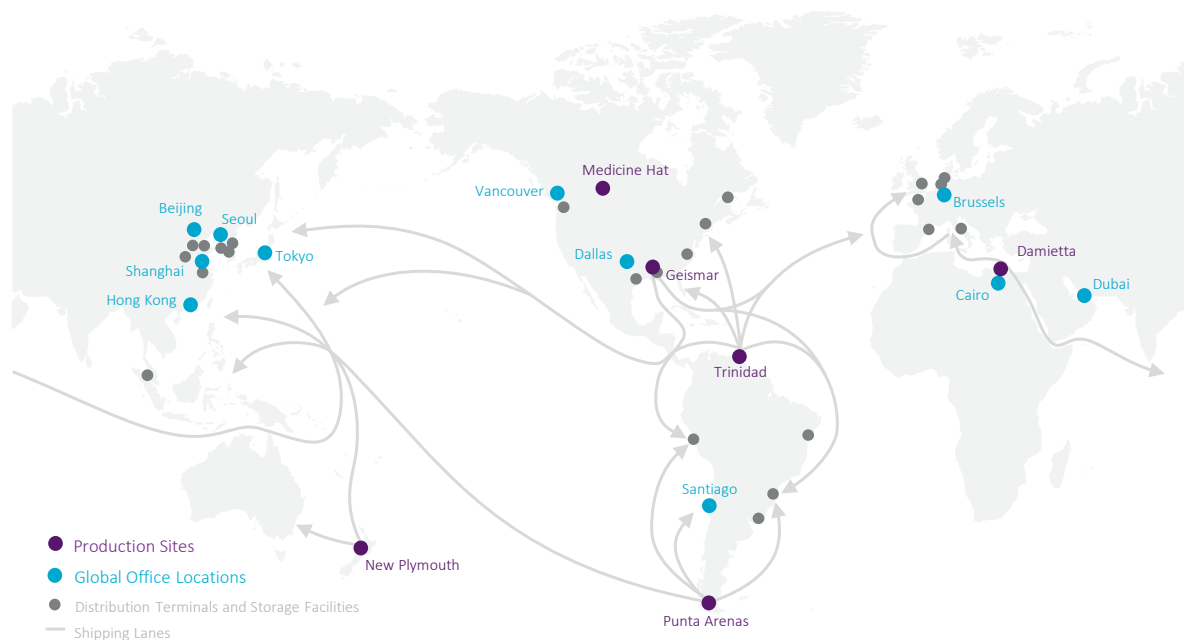 Medicine Hat
Vancouver
Beijing
Seoul
Brussels
Tokyo
Dallas
Damietta
Shanghai
Geismar
Hong Kong
Cairo
Dubai
Trinidad
Santiago
Production Sites
New Plymouth
Global Office Locations
Distribution Terminals and Storage Facilities
Punta Arenas
Shipping Lanes